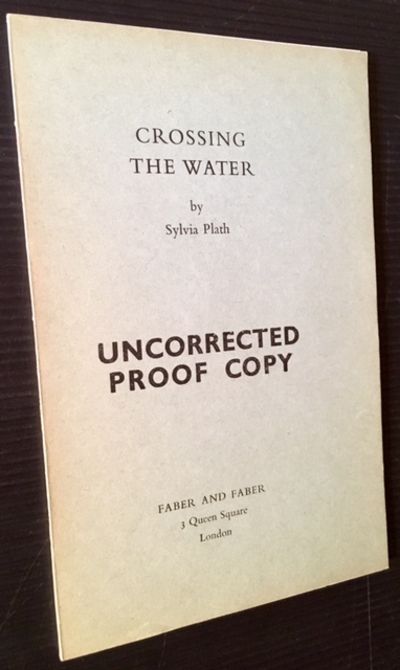 CROSSING
THE WATER
by
Sylvia Plath
UNCORRECTED
PROOF COPY
FABER AND FABER
3 Queen Square
London